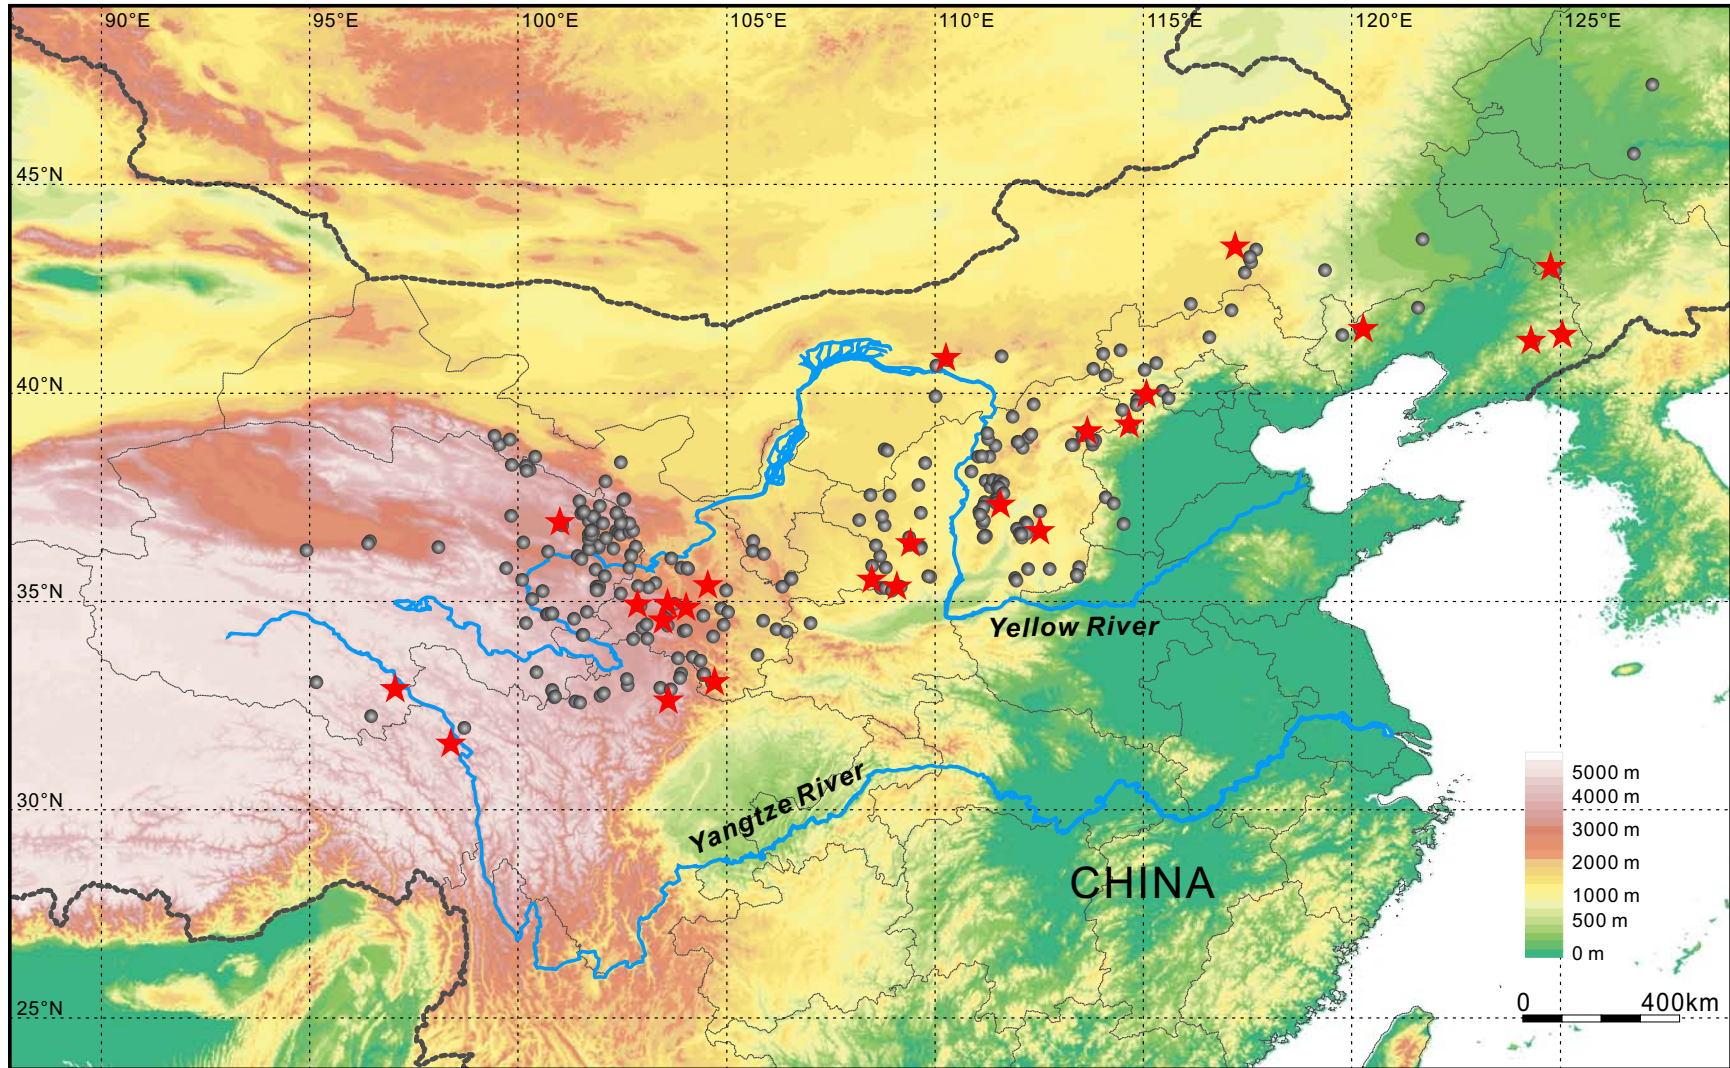 90°E
95°E
100°E
105°E
110°E
115°E
120°E
125°E
45°N
40°N
35°N
Yellow River
Yangtze River
30°N
CHINA
5000 m
4000 m
3000 m
2000 m
1000 m
500 m
0 m
25°N
0
400km